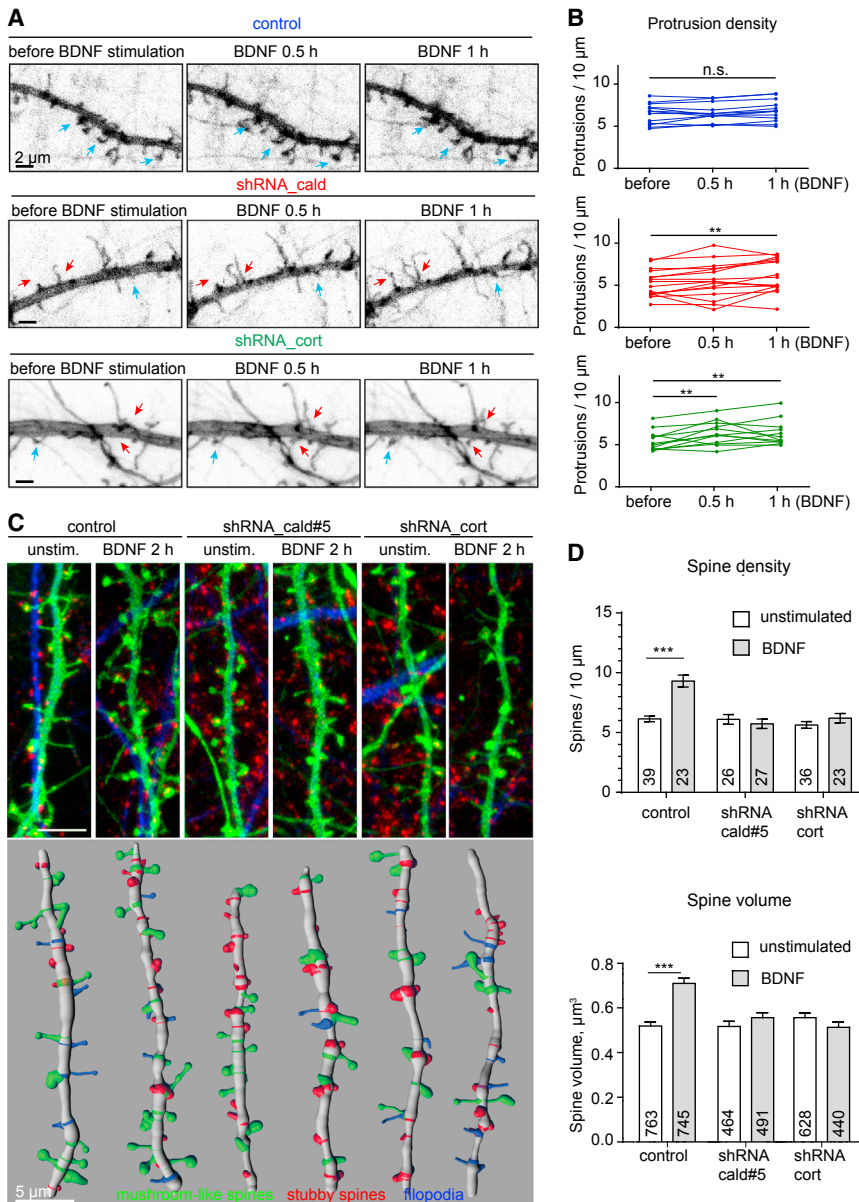 A
control
before BDNF stimulation BDNF 0.5 h BDNF 1 h
2 μm
shRNA_cald
before BDNF stimulation BDNF 0.5 h BDNF 1 h
shRNA_cort
before BDNF stimulation BDNF 0.5 h BDNF 1 h
B
Protrusion density
Protrusions / 10 μm
10
5
0
n.s.
before 0.5 h 1 h (BDNF)
Protrusions / 10 μm
10
5
0
**
before 0.5 h 1 h (BDNF)
Protrusions / 10 μm
10
5
0
**
**
before 0.5 h 1 h (BDNF)
C
control shRNA_cald#5 shRNA_cort
unstim. BDNF 2 h unstim. BDNF 2 h unstim. BDNF 2 h
5 μm
mushroom-like spines stubby spines filopodia
D
Spine density
unstimulated
BDNF
Spines / 10 μm
15
10
5
0
***
39 23 26 27 36 23
control shRNA cald#5 shRNA cort
Spine volume
unstimulated
BDNF
Spine volume, μm³
0.8
0.6
0.4
0.2
0.0
***
763 745 464 491 628 440
control shRNA cald#5 shRNA cort